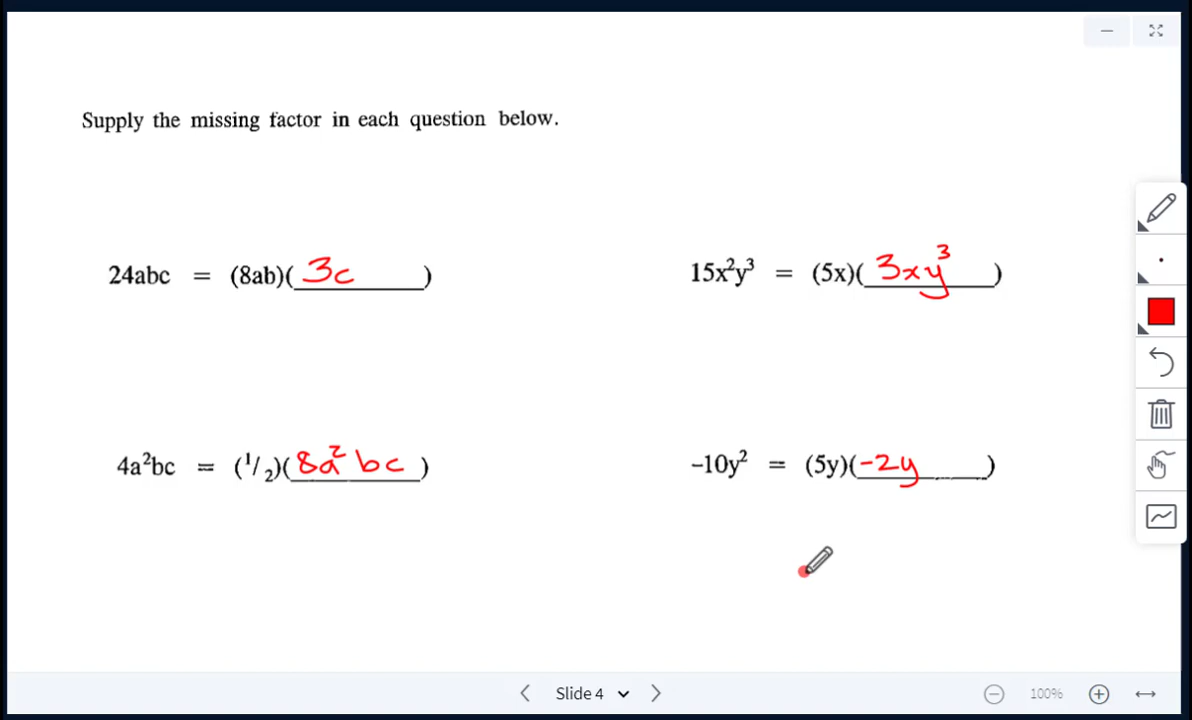 Supply the missing factor in each question below.
24abc = (8ab)(3c)
15x²y³ = (5x)(3xy³)
4a²bc = (1/2)(8a²bc)
-10y² = (5y)(-2y)
Slide 4
100%